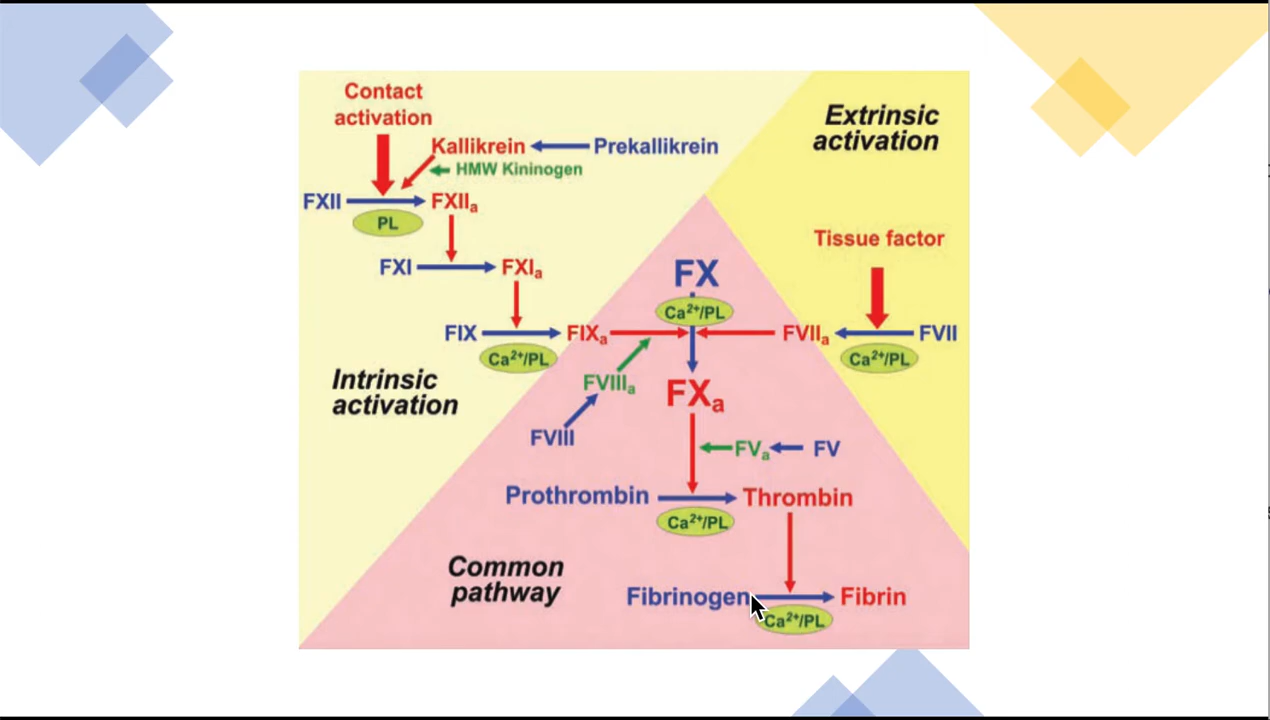 Contact
activation
Kallikrein
Prekallikrein
HMW Kininogen
FXII
FXIIa
PL
FXI
FXIa
FIX
FIXa
Ca²⁺/PL
Intrinsic
activation
FVIIIa
FVIII
Extrinsic
activation
Tissue factor
FVIIa
FVII
Ca²⁺/PL
FX
Ca²⁺/PL
FXa
FVa
FV
Prothrombin
Thrombin
Ca²⁺/PL
Common
pathway
Fibrinogen
Fibrin
Ca²⁺/PL